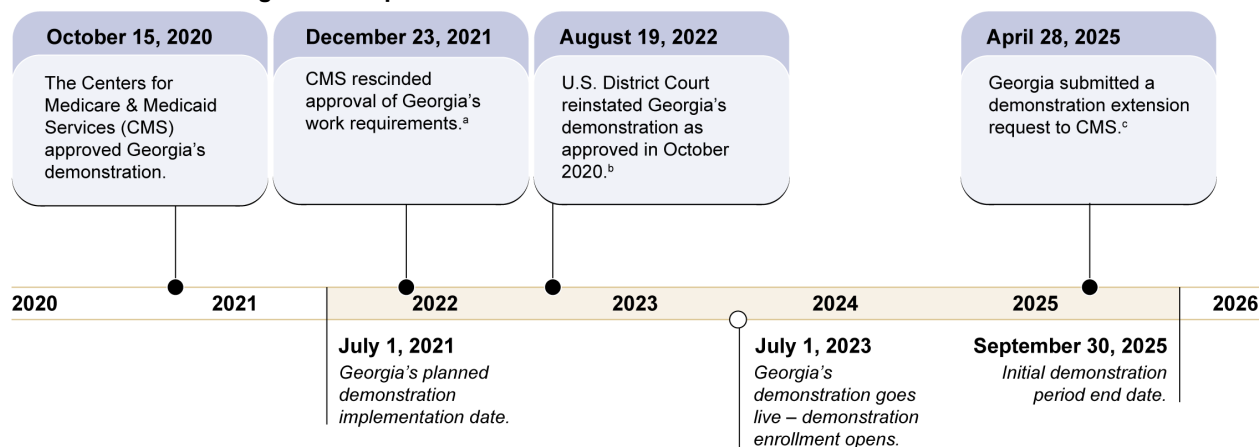 October 15, 2020
The Centers for
Medicare & Medicaid
Services (CMS)
approved Georgia's
demonstration.
December 23, 2021
CMS rescinded
approval of Georgia's
work requirements.ᵃ
August 19, 2022
U.S. District Court
reinstated Georgia's
demonstration as
approved in October
2020.ᵇ
April 28, 2025
Georgia submitted a
demonstration extension
request to CMS.ᶜ
2020 2021 2022 2023 2024 2025 2026
July 1, 2021
Georgia's planned
demonstration
implementation date.
July 1, 2023
Georgia's
demonstration goes
live – demonstration
enrollment opens.
September 30, 2025
Initial demonstration
period end date.